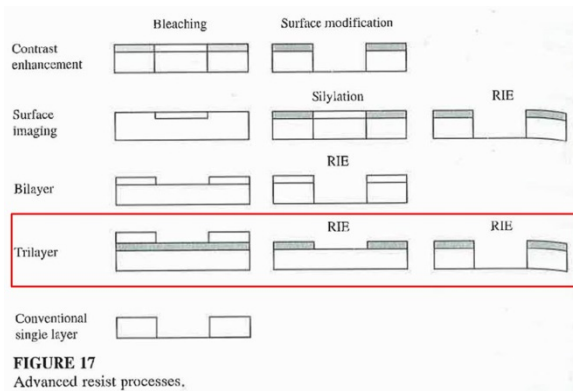 Bleaching
Surface modification
Contrast
enhancement
Silylation
RIE
Surface
imaging
RIE
Bilayer
RIE
RIE
Trilayer
Conventional
single layer
FIGURE 17
Advanced resist processes.